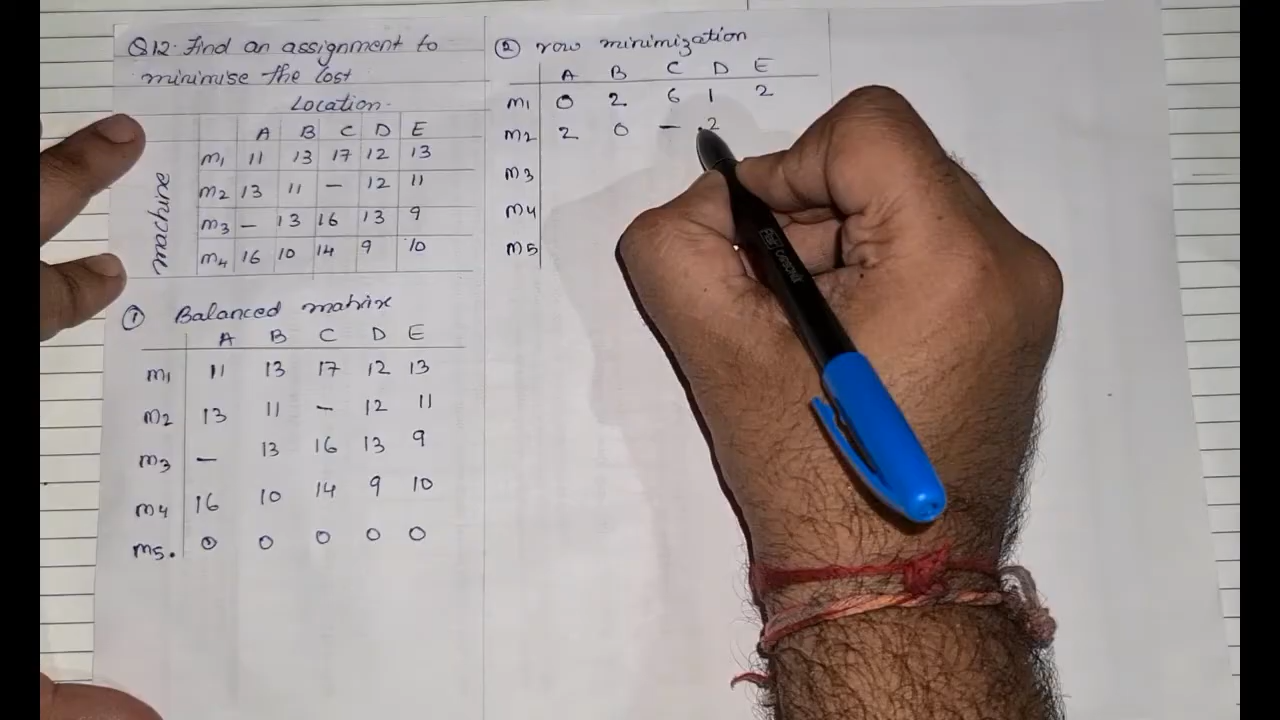 Q12. Find an assignment to
minimise the Cost
Location.
A B C D E
M1 11 13 17 12 13
M2 13 11 — 12 11
M3 — 13 16 13 9
M4 16 10 14 9 10
machine
① Balanced matrix
A B C D E
M1 11 13 17 12 13
M2 13 11 — 12 11
M3 — 13 16 13 9
M4 16 10 14 9 10
M5. 0 0 0 0 0
② row minimization
A B C D E
M1 0 2 6 1 2
M2 2 0 — 2
M3
M4
M5